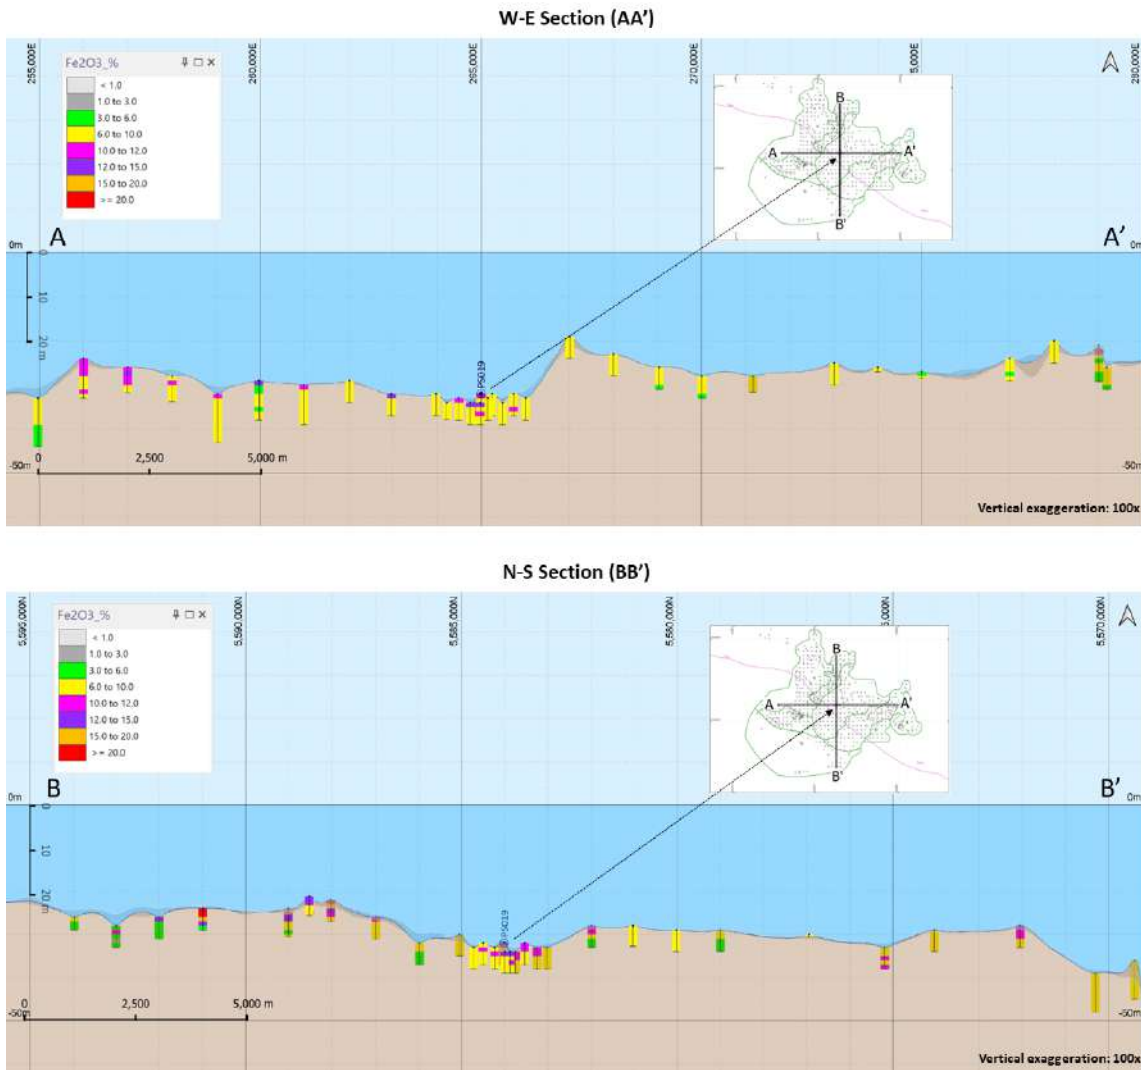 W-E Section (AA')
255,000E
260,000E
265,000E
270,000E
5,000E
280,000E
Fe2O3_%
< 1.0
1.0 to 3.0
3.0 to 6.0
6.0 to 10.0
10.0 to 12.0
12.0 to 15.0
15.0 to 20.0
>= 20.0
B
A
A'
B'
A
A'
0m
0
0m
10
20 m
PS019
0
2,500
5,000 m
-50m
-50m
Vertical exaggeration: 100x
N-S Section (BB')
5,595,000N
5,590,000N
5,585,000N
5,580,000N
5,000N
5,570,000N
Fe2O3_%
< 1.0
1.0 to 3.0
3.0 to 6.0
6.0 to 10.0
10.0 to 12.0
12.0 to 15.0
15.0 to 20.0
>= 20.0
B
A
A'
B'
B
B'
0m
0
0m
10
20 m
PS019
0
2,500
5,000 m
-50m
-50m
Vertical exaggeration: 100x